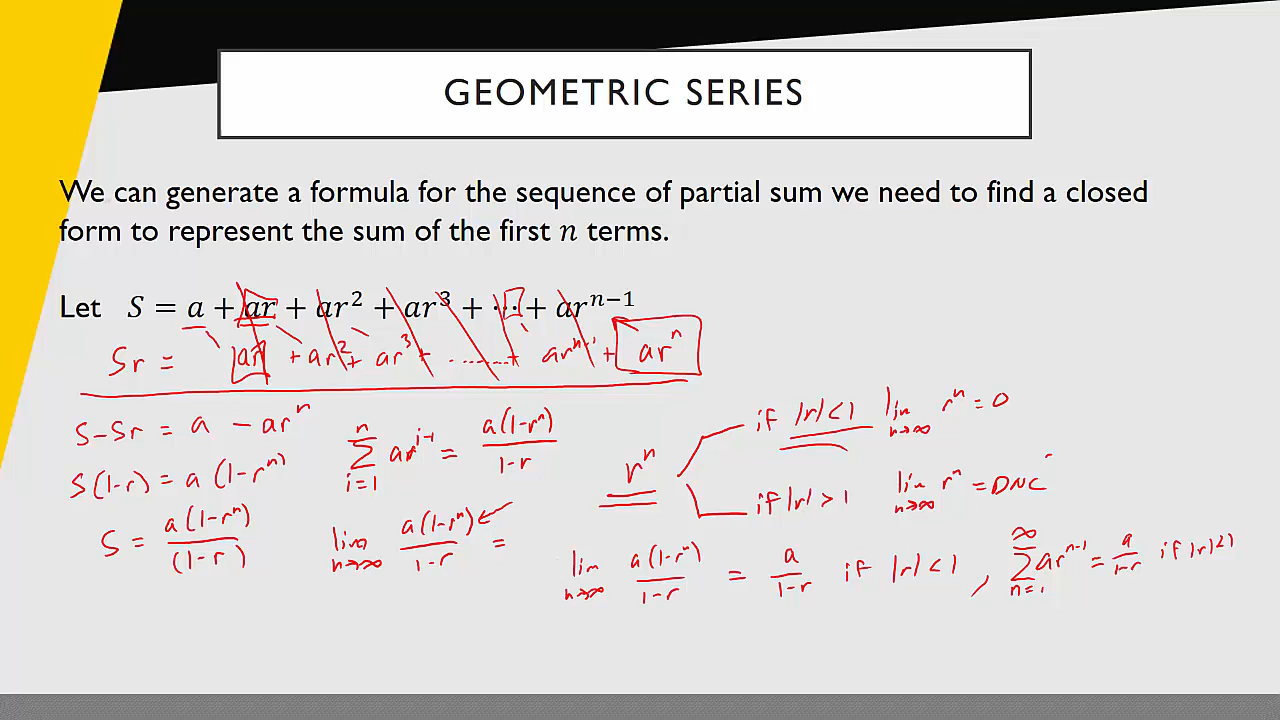 GEOMETRIC SERIES
We can generate a formula for the sequence of partial sum we need to find a closed
form to represent the sum of the first n terms.
Let S = a + ar + ar² + ar³ + ⋯ + arⁿ⁻¹
Sr = ar + ar² + ar³ + ........ + arⁿ⁻¹ + arⁿ
S-Sr = a - arⁿ
S(1-r) = a(1-rⁿ)
S = a(1-rⁿ)/(1-r)
∑_{i=1}^{n} arⁱ⁻¹ = a(1-rⁿ)/1-r
lim_{n→∞} a(1-rⁿ)/1-r =
rⁿ
if |r|<1 lim_{n→∞} rⁿ = 0
if |r|>1 lim_{n→∞} rⁿ = DNE
lim_{n→∞} a(1-rⁿ)/1-r = a/1-r if |r|<1 , ∑_{n=1}^{∞} arⁿ⁻¹ = a/1-r if |r|<1